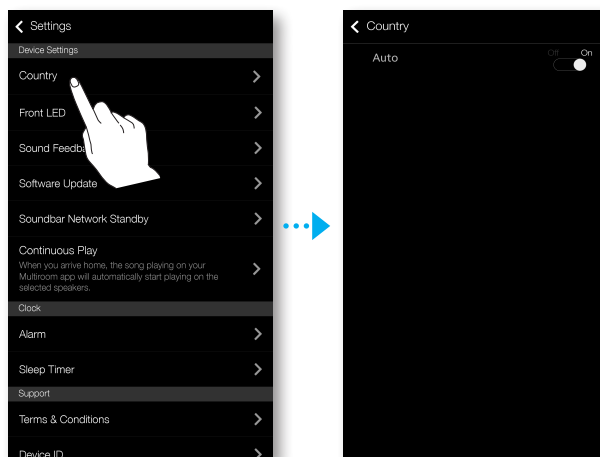 Settings
Device Settings
Country
Front LED
Sound Feedba
Software Update
Soundbar Network Standby
Continuous Play
When you arrive home, the song playing on your
Multiroom app will automatically start playing on the
selected speakers.
Clock
Alarm
Sleep Timer
Support
Terms & Conditions
Device ID
Country
Auto
Off On